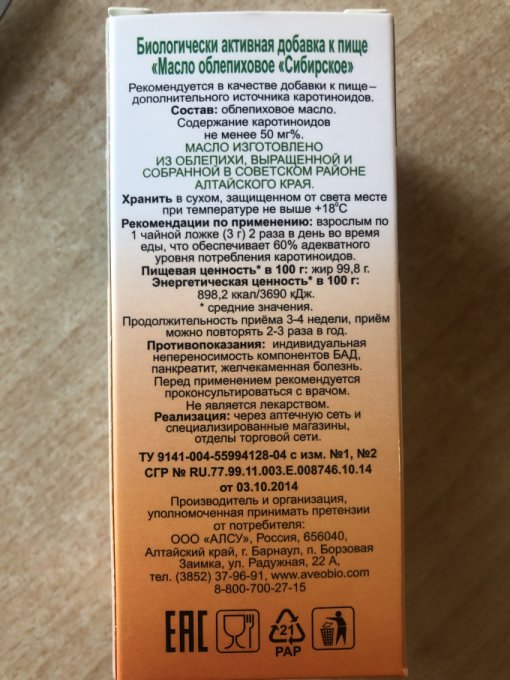 Биологически активная добавка к пище
«Масло облепиховое «Сибирское»
Рекомендуется в качестве добавки к пище–
дополнительного источника каротиноидов.
Состав: облепиховое масло.
Содержание каротиноидов
не менее 50 мг%.
МАСЛО ИЗГОТОВЛЕНО
ИЗ ОБЛЕПИХИ, ВЫРАЩЕННОЙ И
СОБРАННОЙ В СОВЕТСКОМ РАЙОНЕ
АЛТАЙСКОГО КРАЯ.
Хранить в сухом, защищенном от света месте
при температуре не выше +18°С
Рекомендации по применению: взрослым по
1 чайной ложке (3 г) 2 раза в день во время
еды, что обеспечивает 60% адекватного
уровня потребления каротиноидов.
Пищевая ценность* в 100 г: жир 99,8 г.
Энергетическая ценность* в 100 г:
898,2 ккал/3690 кДж.
* средние значения.
Продолжительность приёма 3-4 недели, приём
можно повторять 2-3 раза в год.
Противопоказания: индивидуальная
непереносимость компонентов БАД,
панкреатит, желчекаменная болезнь.
Перед применением рекомендуется
проконсультироваться с врачом.
Не является лекарством.
Реализация: через аптечную сеть и
специализированные магазины,
отделы торговой сети.
ТУ 9141-004-55994128-04 с изм. №1, №2
СГР № RU.77.99.11.003.Е.008746.10.14
от 03.10.2014
Производитель и организация,
уполномоченная принимать претензии
от потребителя:
ООО «АЛСУ», Россия, 656040,
Алтайский край, г. Барнаул, п. Борзовая
Заимка, ул. Радужная, 22 А,
тел. (3852) 37-96-91, www.aveobio.com
8-800-700-27-15
EAC
21
PAP